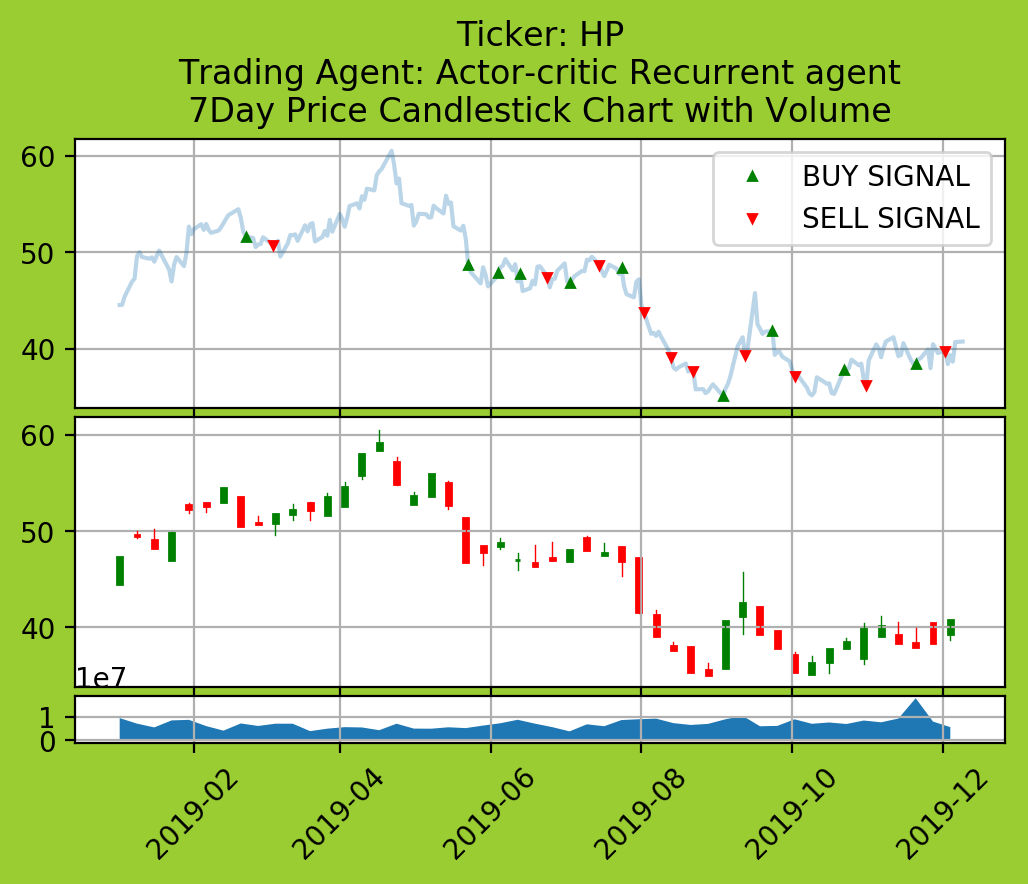 Ticker: HP
Trading Agent: Actor-critic Recurrent agent
7Day Price Candlestick Chart with Volume
60
50
40
BUY SIGNAL
SELL SIGNAL
60
50
40
1e7
1
0
2019-02
2019-04
2019-06
2019-08
2019-10
2019-12